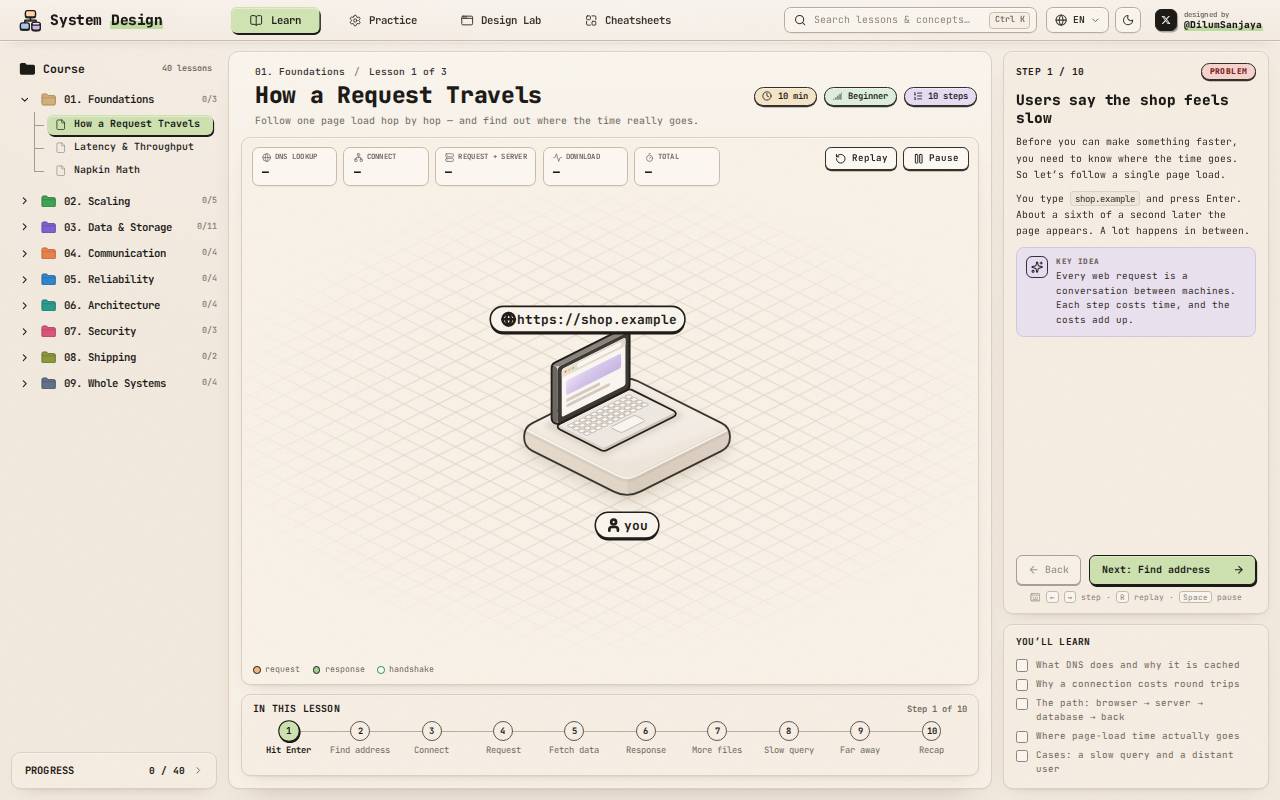 System Design
Learn
Practice
Design Lab
Cheatsheets
Search lessons & concepts…
Ctrl K
EN
designed by
@DilumSanjaya
Course
40 lessons
01. Foundations 0/3
How a Request Travels
Latency & Throughput
Napkin Math
02. Scaling 0/5
03. Data & Storage 0/11
04. Communication 0/4
05. Reliability 0/4
06. Architecture 0/4
07. Security 0/3
08. Shipping 0/2
09. Whole Systems 0/4
PROGRESS 0 / 40
01. Foundations / Lesson 1 of 3
How a Request Travels
10 min
Beginner
10 steps
Follow one page load hop by hop — and find out where the time really goes.
DNS LOOKUP
—
CONNECT
—
REQUEST + SERVER
—
DOWNLOAD
—
TOTAL
—
Replay
Pause
https://shop.example
you
request
response
handshake
IN THIS LESSON
Step 1 of 10
1 2 3 4 5 6 7 8 9 10
Hit Enter Find address Connect Request Fetch data Response More files Slow query Far away Recap
STEP 1 / 10
PROBLEM
Users say the shop feels
slow
Before you can make something faster,
you need to know where the time goes.
So let’s follow a single page load.
You type shop.example and press Enter.
About a sixth of a second later the
page appears. A lot happens in between.
KEY IDEA
Every web request is a
conversation between machines.
Each step costs time, and the
costs add up.
← Back
Next: Find address →
← → step · R replay · Space pause
YOU’LL LEARN
What DNS does and why it is cached
Why a connection costs round trips
The path: browser → server →
database → back
Where page-load time actually goes
Cases: a slow query and a distant
user